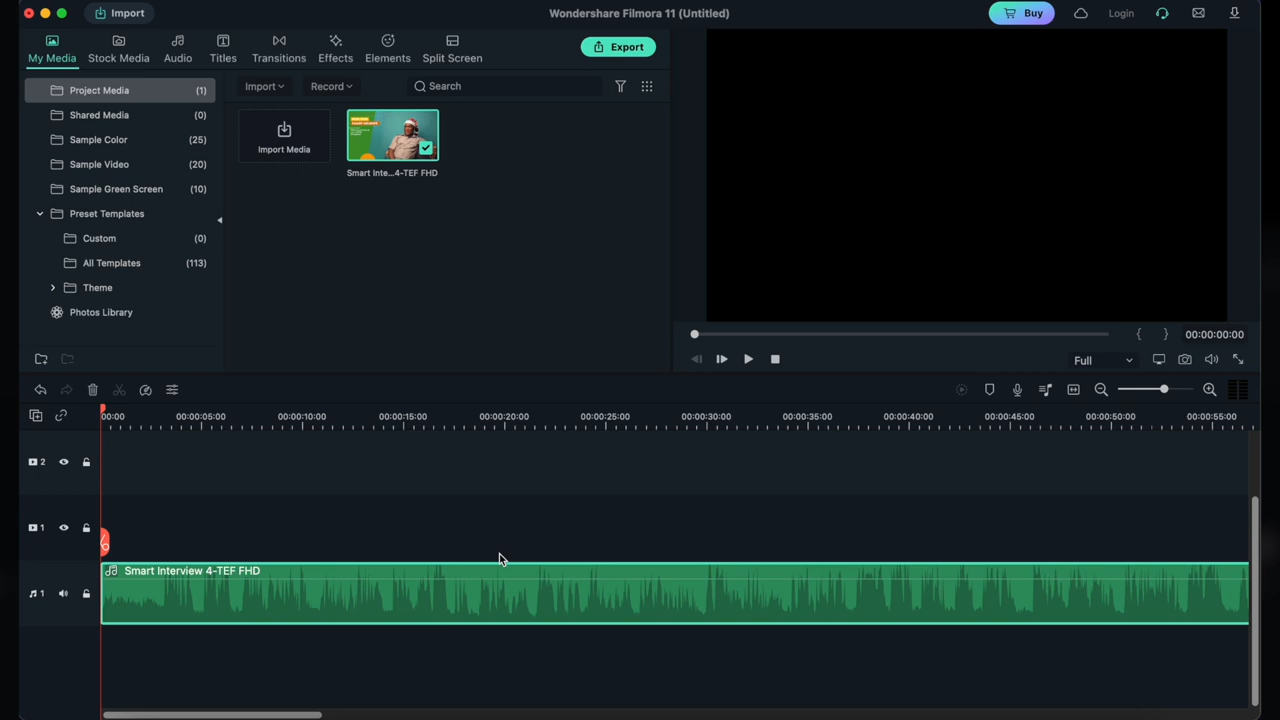 Import
Wondershare Filmora 11 (Untitled)
Buy
Login
My Media
Stock Media
Audio
Titles
Transitions
Effects
Elements
Split Screen
Export
Project Media (1)
Shared Media (0)
Sample Color (25)
Sample Video (20)
Sample Green Screen (10)
Preset Templates
Custom (0)
All Templates (113)
Theme
Photos Library
Import
Record
Search
Import Media
Smart Inte...4-TEF FHD
{ } 00:00:00:00
Full
00:00 00:00:05:00 00:00:10:00 00:00:15:00 00:00:20:00 00:00:25:00 00:00:30:00 00:00:35:00 00:00:40:00 00:00:45:00 00:00:50:00 00:00:55:00
2
1
Smart Interview 4-TEF FHD
1